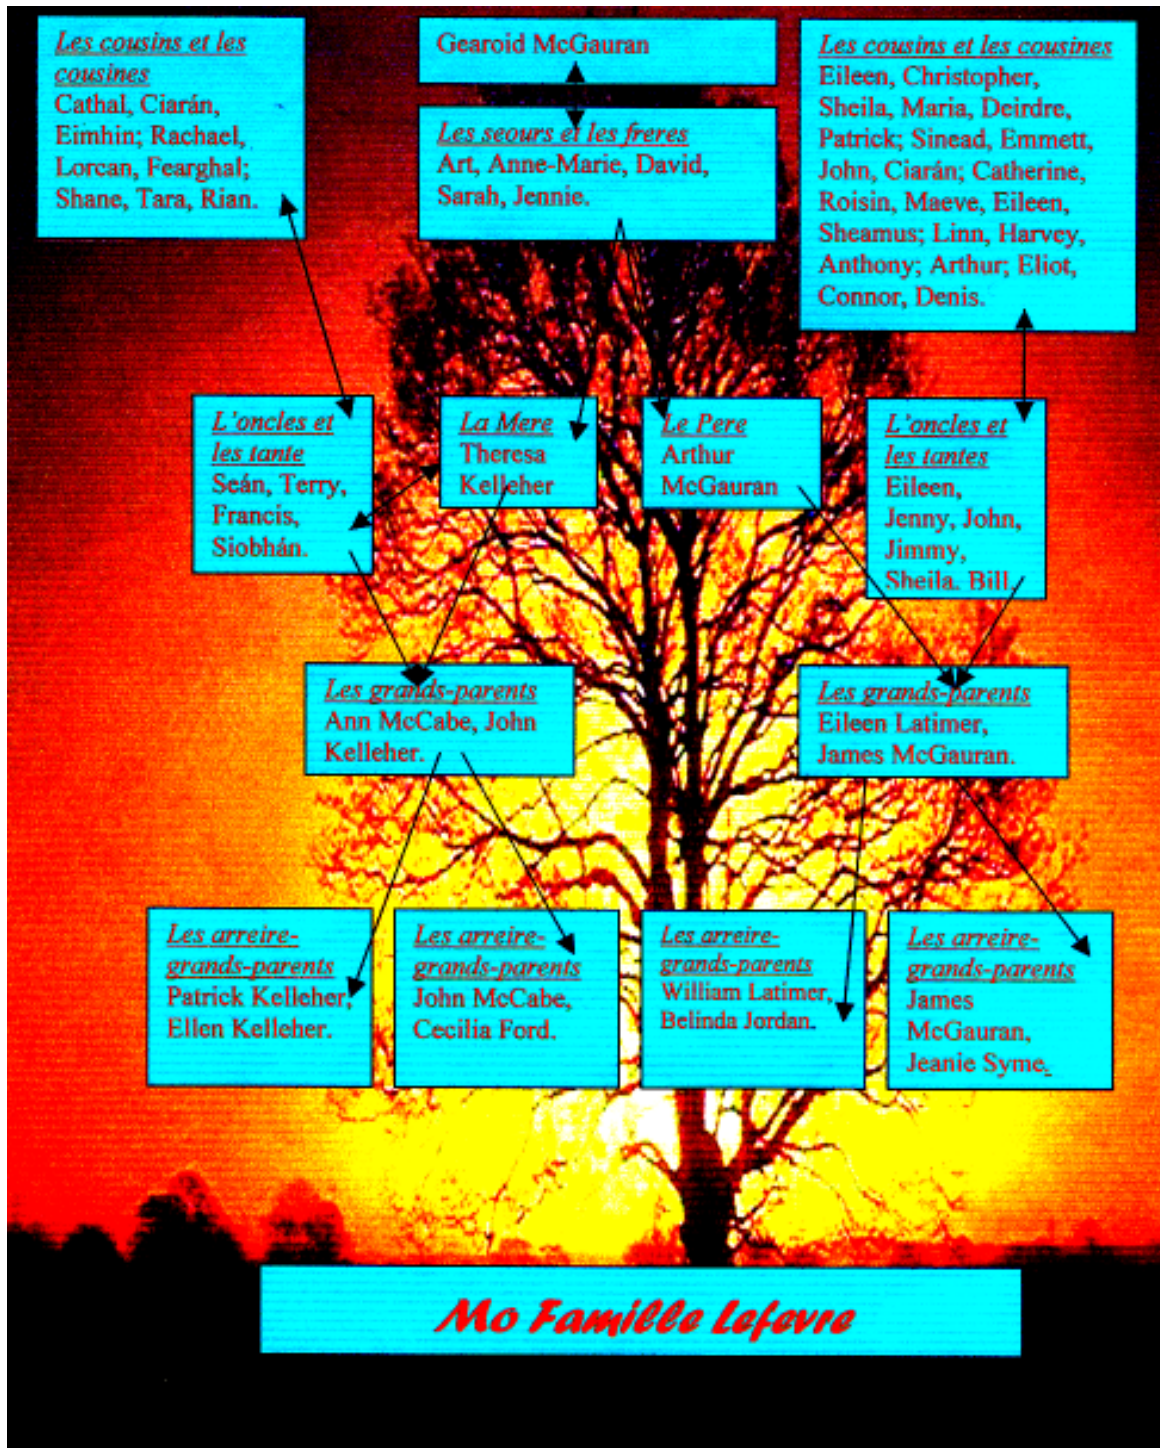 Les cousins et les
cousines
Cathal, Ciarán,
Eimhin; Rachael,
Lorcan, Fearghal;
Shane, Tara, Rian.
Gearoid McGauran
Les seours et les freres
Art, Anne-Marie, David,
Sarah, Jennie.
Les cousins et les cousines
Eileen, Christopher,
Sheila, Maria, Deirdre,
Patrick; Sinead, Emmett,
John, Ciarán; Catherine,
Roisin, Maeve, Eileen,
Sheamus; Linn, Harvey,
Anthony; Arthur; Eliot,
Connor, Denis.
L'oncles et
les tante
Seán, Terry,
Francis,
Siobhán.
La Mere
Theresa
Kelleher
Le Pere
Arthur
McGauran
L'oncles et
les tantes
Eileen,
Jenny, John,
Jimmy,
Sheila, Bill.
Les grands-parents
Ann McCabe, John
Kelleher.
Les grands-parents
Eileen Latimer,
James McGauran.
Les arreire-
grands-parents
Patrick Kelleher,
Ellen Kelleher.
Les arreire-
grands-parents
John McCabe,
Cecilia Ford.
Les arreire-
grands-parents
William Latimer,
Belinda Jordan.
Les arreire-
grands-parents
James
McGauran,
Jeanie Syme.
Mo Famille Lefevre